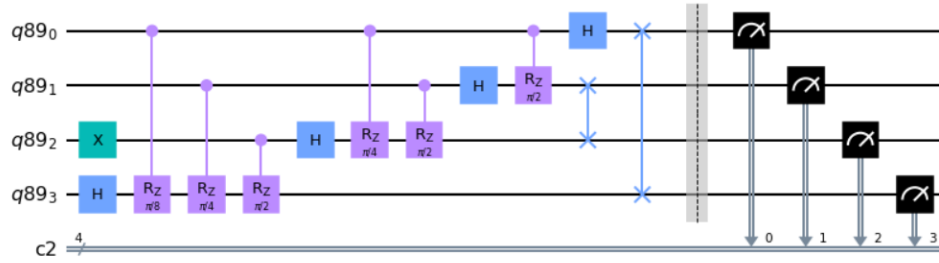 q89₀ H
q89₁ H R_Z π/2
q89₂ X H R_Z π/4 R_Z π/2
q89₃ H R_Z π/8 R_Z π/4 R_Z π/2
c2 4 0 1 2 3